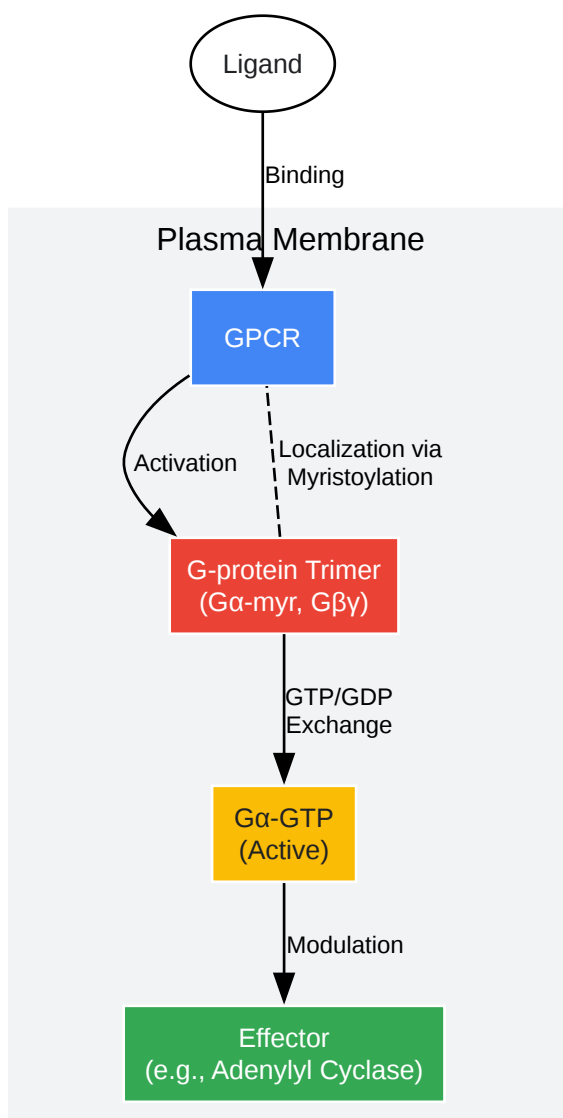 Ligand
Binding
Plasma Membrane
GPCR
Activation
Localization via
Myristoylation
G-protein Trimer
(Gα-myr, Gβγ)
GTP/GDP
Exchange
Gα-GTP
(Active)
Modulation
Effector
(e.g., Adenylyl Cyclase)